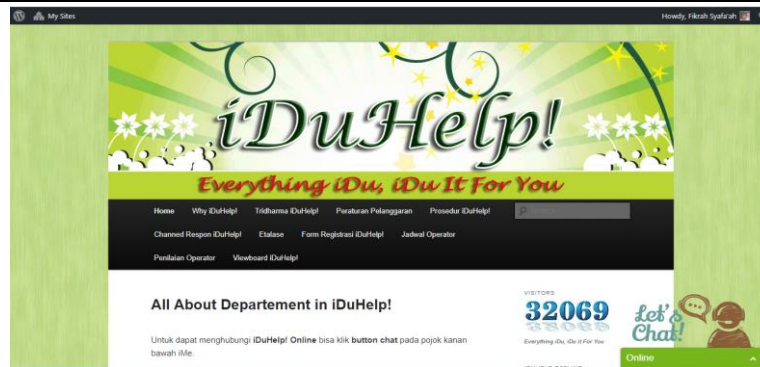 My Sites
Howdy, Fikrah Syafa'ah
iDuHelp!
Everything iDu, iDu It For You
Home Why iDuHelp! Tridharma iDuHelp! Peraturan Pelanggaran Prosedur iDuHelp!
Channed Respon iDuHelp! Etalase Form Registrasi iDuHelp! Jadwal Operator
Penilaian Operator Viewboard iDuHelp!
All About Departement in iDuHelp!
Untuk dapat menghubungi iDuHelp! Online bisa klik button chat pada pojok kanan
bawah iMe.
VISITORS
32069
Everything iDu, iDu it For You
Let's
Chat!
Online